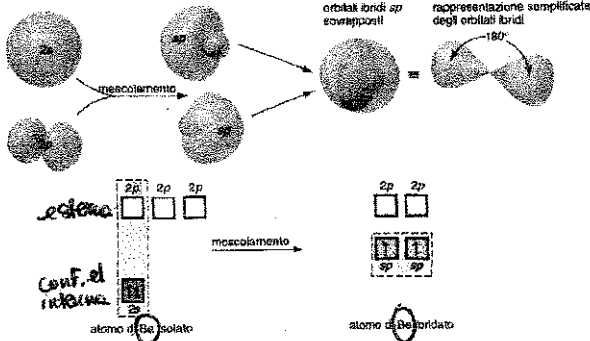 orbitali ibridi sp
sovrapposti
rappresentazione semplificata
degli orbitali ibridi
2s
sp
~180°
mescolamento
=
2p
sp
2p 2p 2p
2p 2p
esterna
mescolamento
sp sp
conf. el
interna
2s
atomo di Be isolato
atomo di Be ibridato